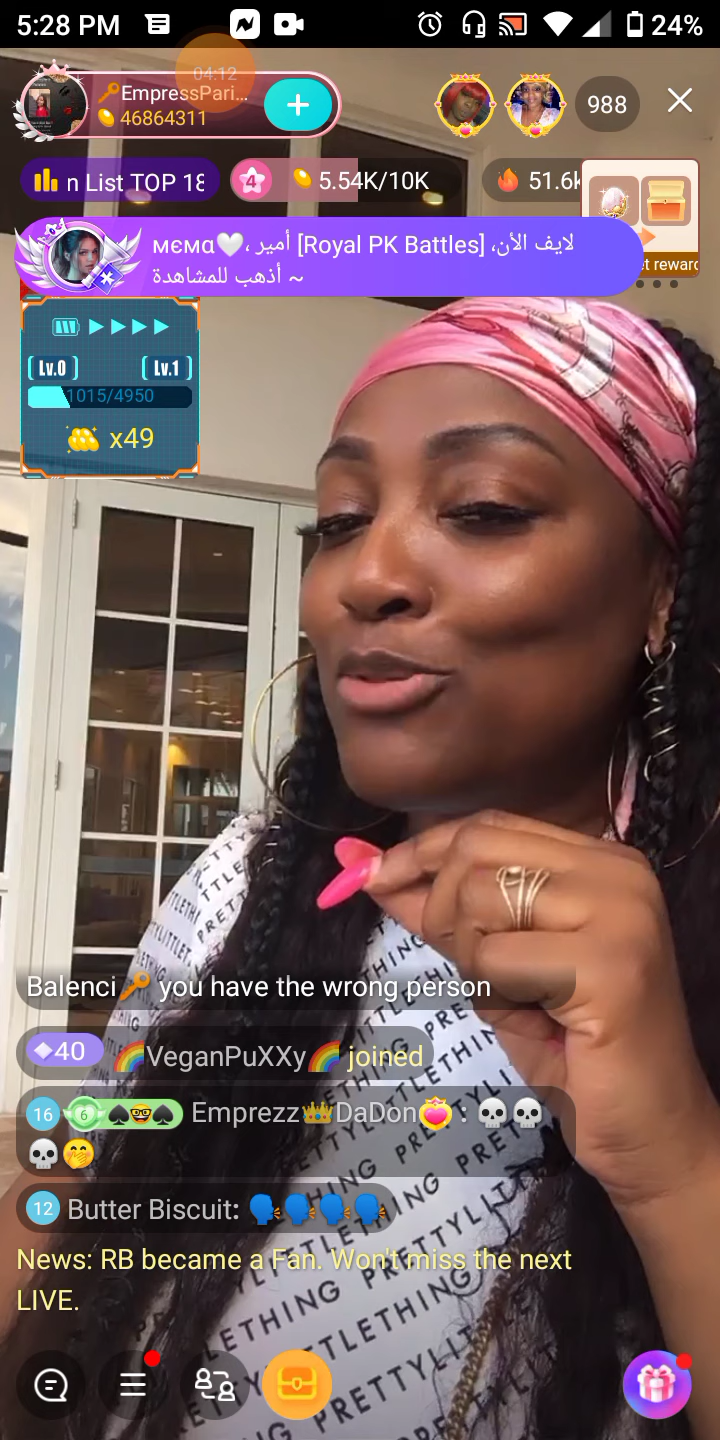 5:28 PM
24%
04:12
🔑EmpressPari...
46864311
+
988
n List TOP 18
4
5.54K/10K
51.6k
мємα🤍، أمير [Royal PK Battles] لايف الأن،
أذهب للمشاهدة ~
t reward
Lv.0
Lv.1
1015/4950
x49
Balenci🔑 you have the wrong person
40 🌈VeganPuXXy🌈 joined
16 6 ♠🤓♠ Emprezz👑DaDon : 💀💀
💀🤭
12 Butter Biscuit: 🗣🗣🗣🗣
News: RB became a Fan. Won't miss the next
LIVE.
PRETTYLITTLETHING